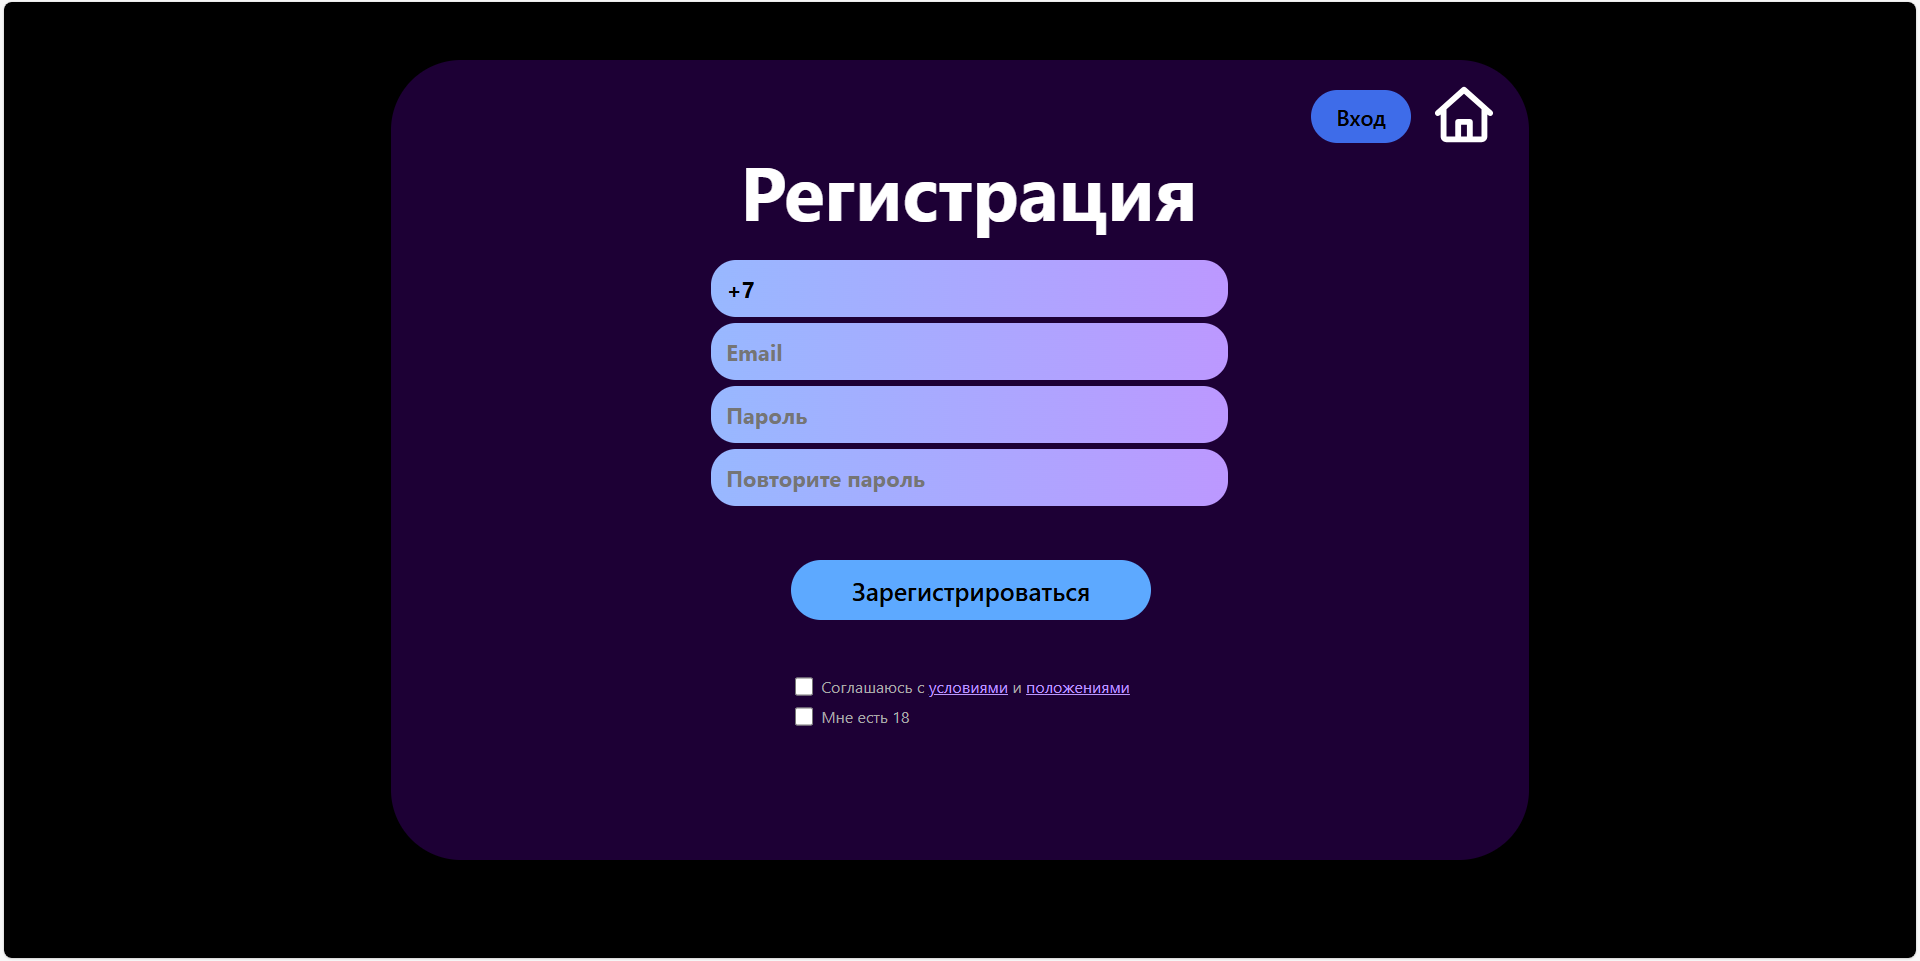 Вход
Регистрация
+7
Email
Пароль
Повторите пароль
Зарегистрироваться
Соглашаюсь с условиями и положениями
Мне есть 18